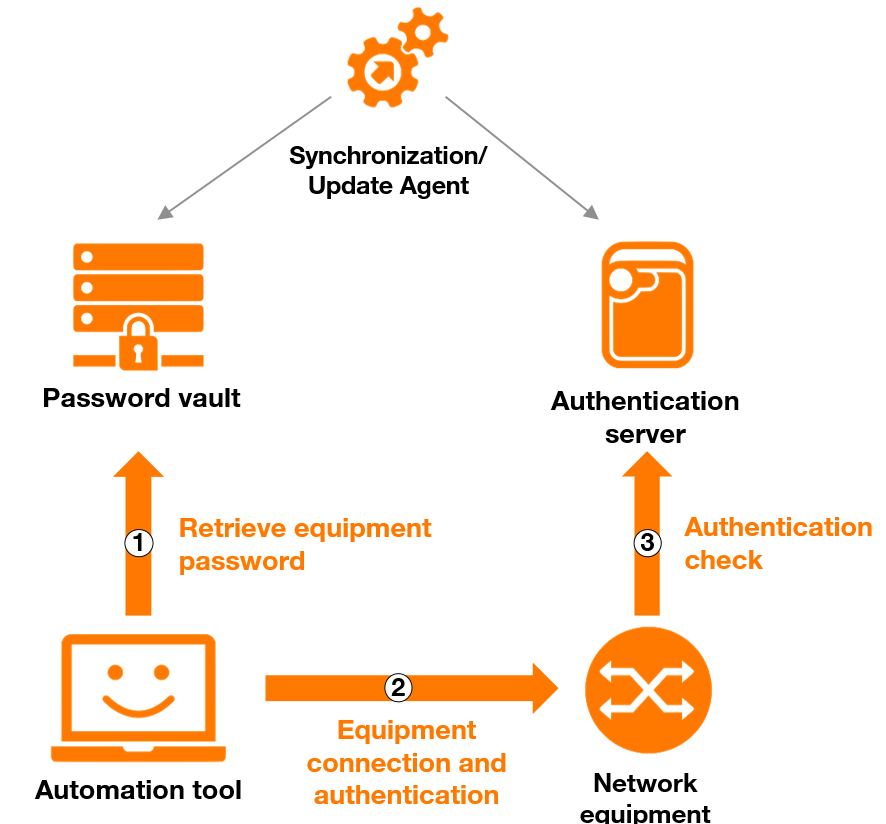 Synchronization/
Update Agent
Password vault
Authentication
server
1
Retrieve equipment
password
3
Authentication
check
2
Equipment
connection and
authentication
Automation tool
Network
equipment